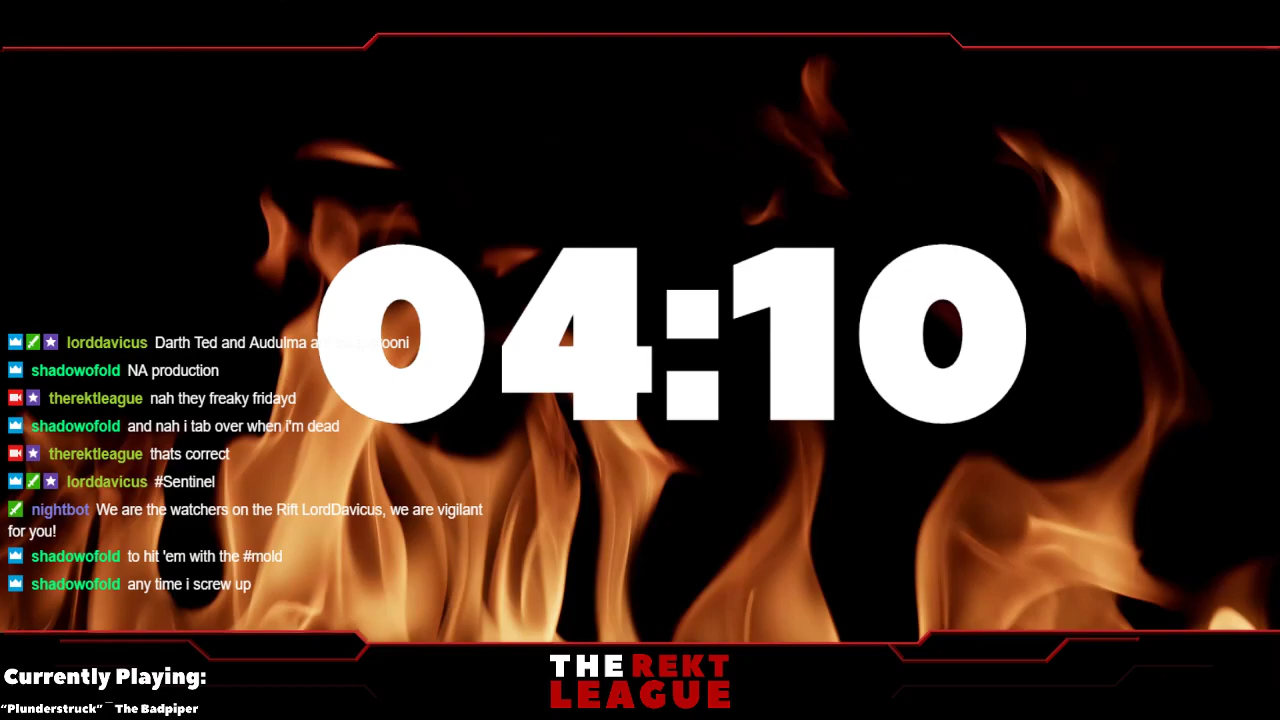 04:10
lorddavicus Darth Ted and Audulma a
shadowofold NA production
therektleague nah they freaky fridayd
shadowofold and nah i tab over when i'm dead
therektleague thats correct
lorddavicus #Sentinel
nightbot We are the watchers on the Rift LordDavicus, we are vigilant
for you!
shadowofold to hit 'em with the #mold
shadowofold any time i screw up
THE REKT
LEAGUE
Currently Playing:
“Plunderstruck” The Badpiper